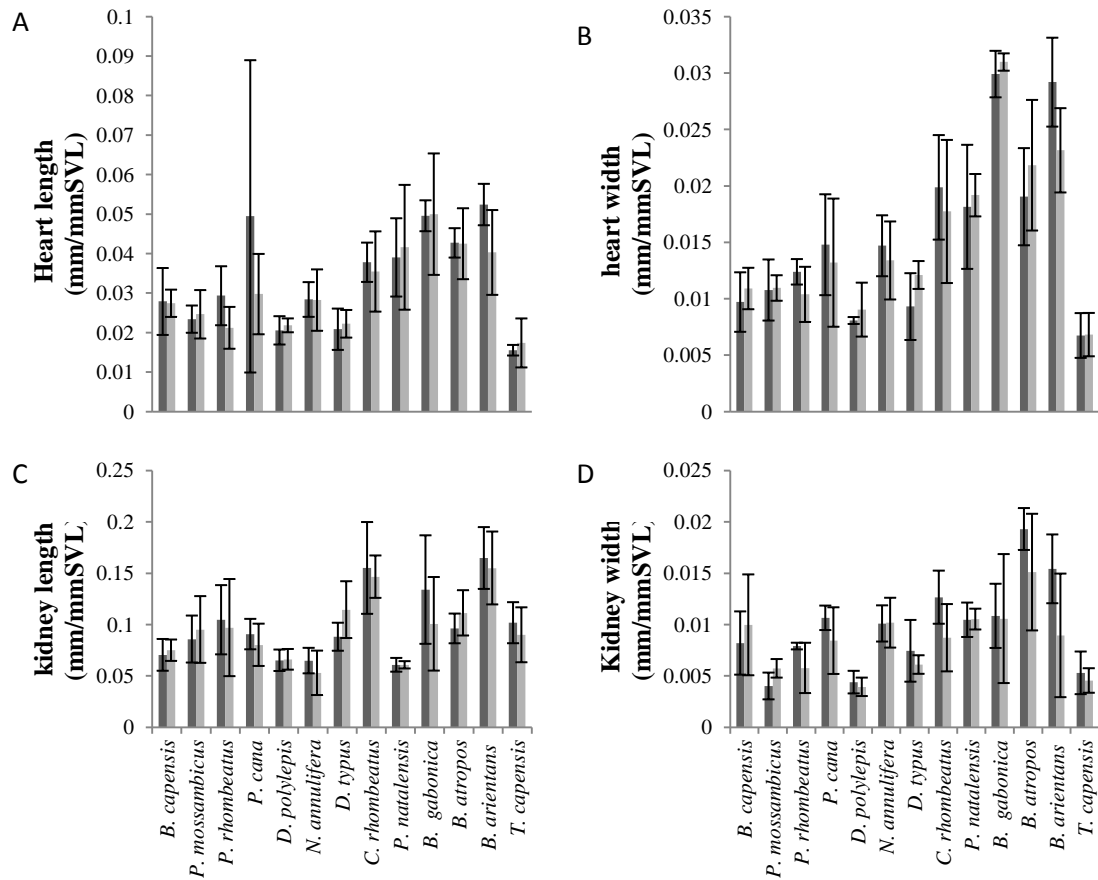 A
Heart length
(mm/mmSVL)
0.1
0.09
0.08
0.07
0.06
0.05
0.04
0.03
0.02
0.01
0
B
heart width
(mm/mmSVL)
0.035
0.03
0.025
0.02
0.015
0.01
0.005
0
C
kidney length
(mm/mmSVL)
0.25
0.2
0.15
0.1
0.05
0
B. capensis
P. mossambicus
P. rhombeatus
P. cana
D. polylepis
N. annulifera
D. typus
C. rhombeatus
P. natalensis
B. gabonica
B. atropos
B. arientans
T. capensis
D
Kidney width
(mm/mmSVL)
0.025
0.02
0.015
0.01
0.005
0
B. capensis
P. mossambicus
P. rhombeatus
P. cana
D. polylepis
N. annulifera
D. typus
C. rhombeatus
P. natalensis
B. gabonica
B. atropos
B. arientans
T. capensis